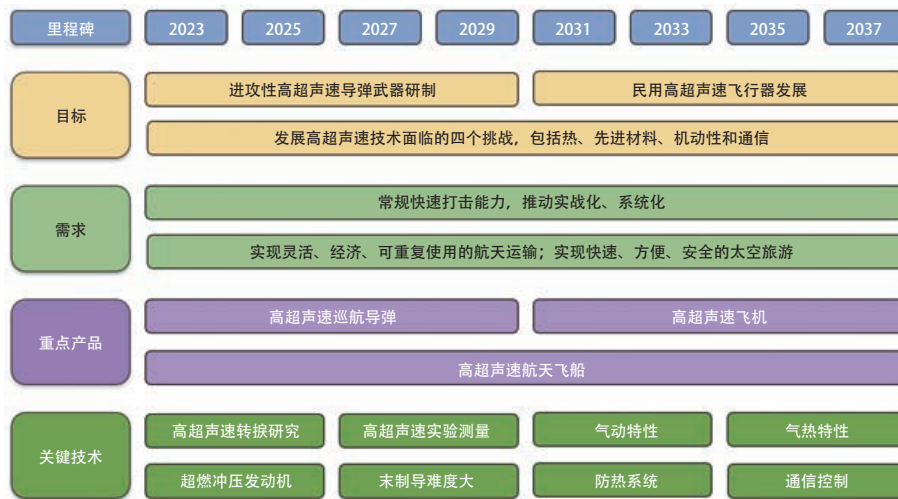 里程碑 2023 2025 2027 2029 2031 2033 2035 2037
目标
进攻性高超声速导弹武器研制 民用高超声速飞行器发展
发展高超声速技术面临的四个挑战，包括热、先进材料、机动性和通信
需求
常规快速打击能力，推动实战化、系统化
实现灵活、经济、可重复使用的航天运输；实现快速、方便、安全的太空旅游
重点产品
高超声速巡航导弹 高超声速飞机
高超声速航天飞船
关键技术
高超声速转捩研究 高超声速实验测量 气动特性 气热特性
超燃冲压发动机 末制导难度大 防热系统 通信控制